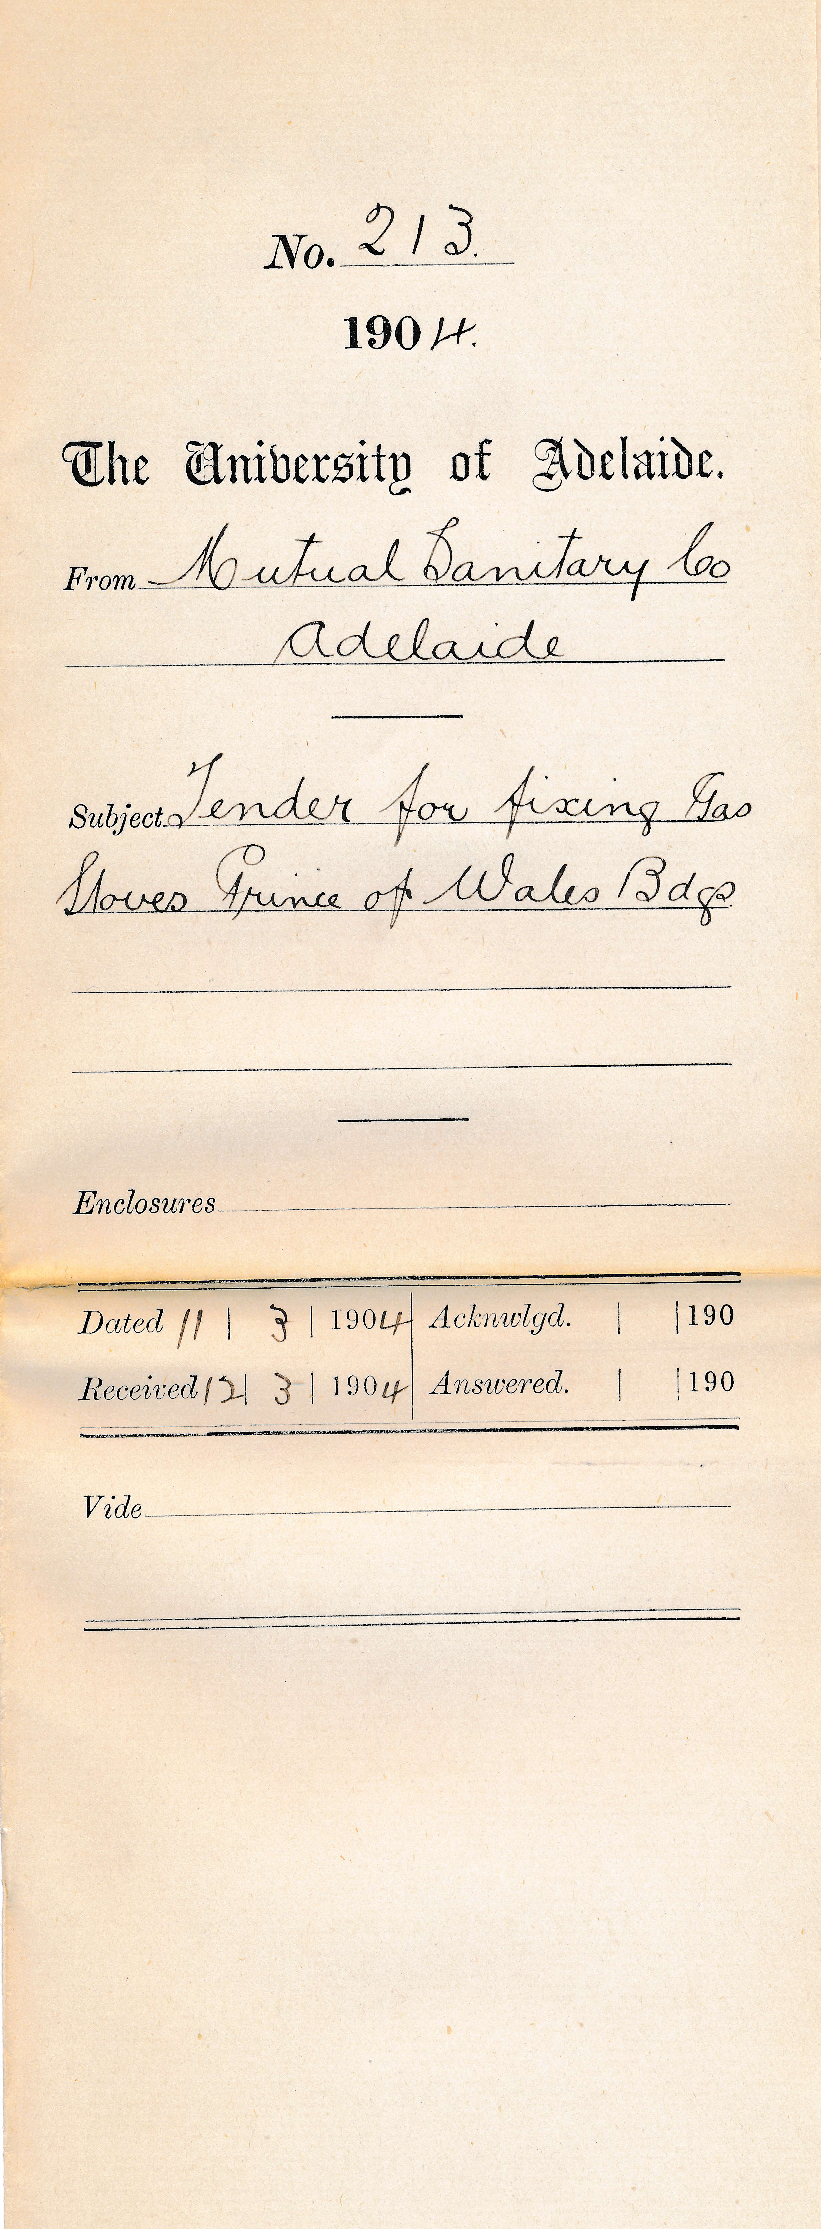 No. 213.
1904.
The University of Adelaide.
From Mutual Sanitary Co
Adelaide
Subject Tender for fixing Gas
Stoves Prince of Wales Bdgs
Enclosures
Dated 11 | 3 | 1904 Acknwlgd. | | 190
Received 12 | 3 | 1904 Answered. | | 190
Vide